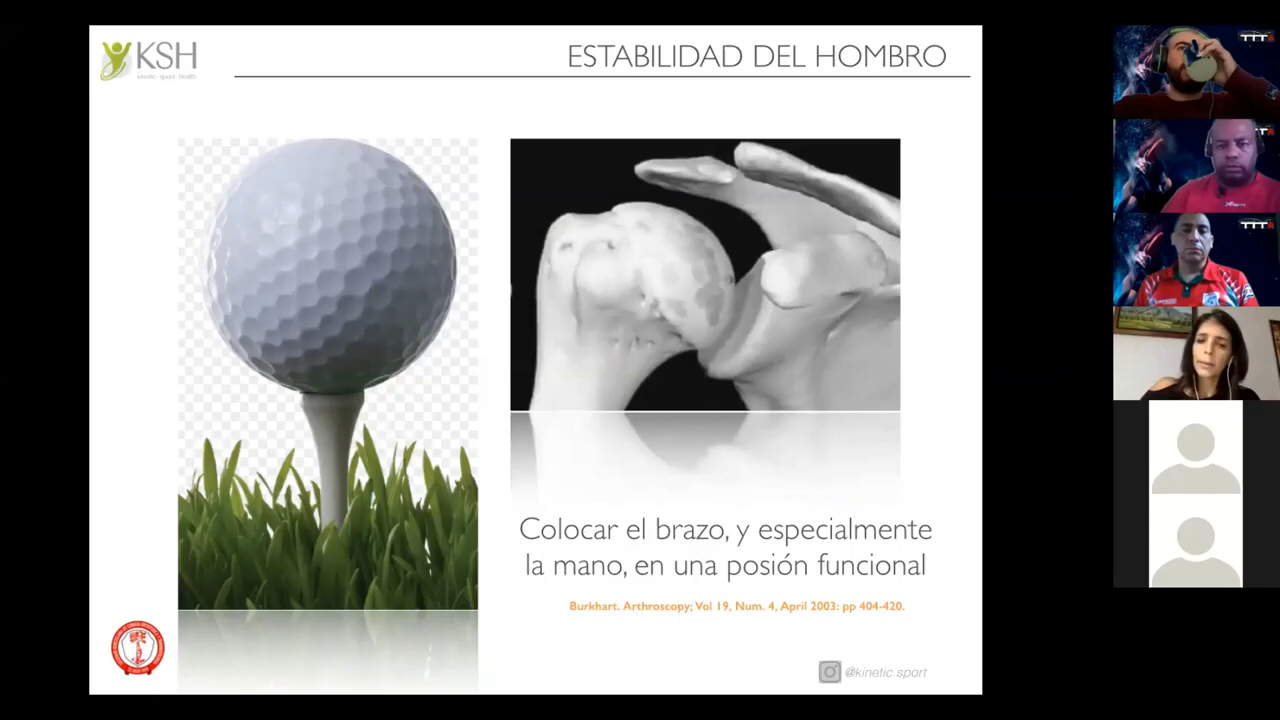 KSH
kinetic · sport · health
ESTABILIDAD DEL HOMBRO
Colocar el brazo, y especialmente
la mano, en una posión funcional
Burkhart. Arthroscopy; Vol 19, Num. 4, April 2003: pp 404-420.
@kinetic.sport